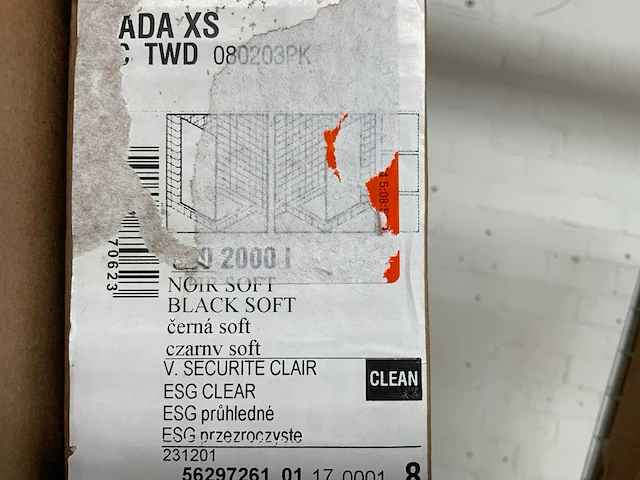 ADA XS
C TWD 080203PK
70623
2000 I
NOIR SOFT
BLACK SOFT
černá soft
czarny soft
V. SECURITE CLAIR
CLEAN
ESG CLEAR
ESG průhledné
ESG przezroczyste
231201
56297261 01 17 0001 8